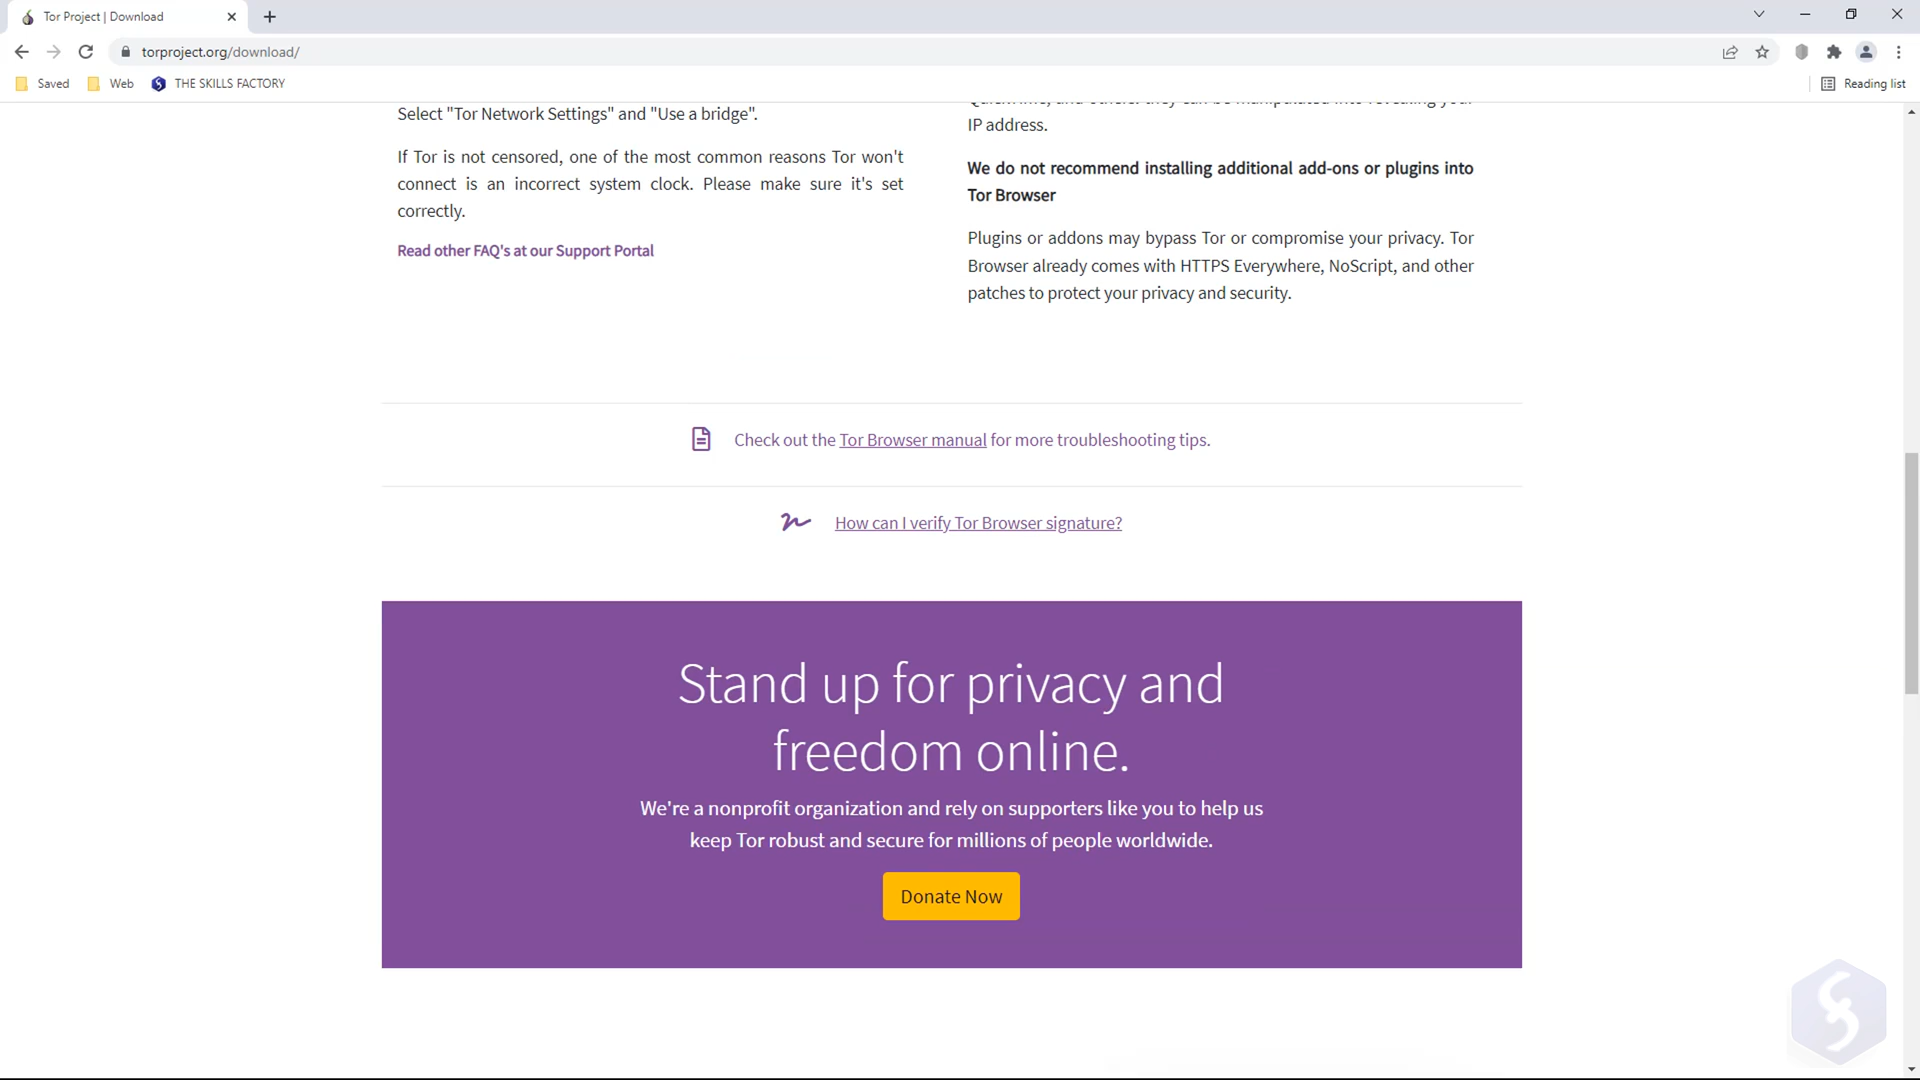 Tor Project | Download
torproject.org/download/
Saved
Web
THE SKILLS FACTORY
Reading list
Select "Tor Network Settings" and "Use a bridge".
If Tor is not censored, one of the most common reasons Tor won't
connect is an incorrect system clock. Please make sure it's set
correctly.
Read other FAQ's at our Support Portal
IP address.
We do not recommend installing additional add-ons or plugins into
Tor Browser
Plugins or addons may bypass Tor or compromise your privacy. Tor
Browser already comes with HTTPS Everywhere, NoScript, and other
patches to protect your privacy and security.
Check out the Tor Browser manual for more troubleshooting tips.
How can I verify Tor Browser signature?
Stand up for privacy and
freedom online.
We're a nonprofit organization and rely on supporters like you to help us
keep Tor robust and secure for millions of people worldwide.
Donate Now